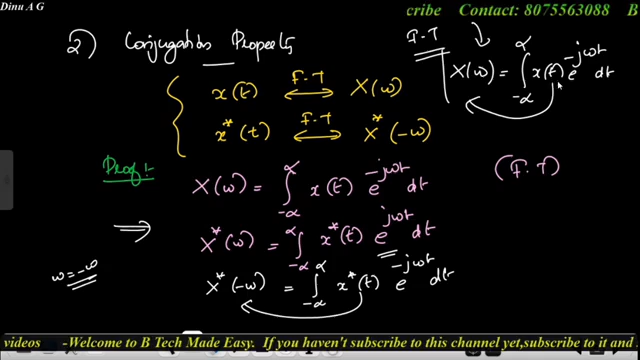 Dinu A G
cribe Contact: 8075563088 B
2) Conjugation Property
F.T
X(ω) = ∫_{-α}^{α} x(t) e^{-jωt} dt
x(t) ⟷ F.T X(ω)
x*(t) ⟷ F.T X*(-ω)
Proof:-
X(ω) = ∫_{-α}^{α} x(t) e^{-jωt} dt
(F.T)
⟹ X*(ω) = ∫_{-α}^{α} x*(t) e^{jωt} dt
ω=-ω
X*(-ω) = ∫_{-α}^{α} x*(t) e^{-jωt} dt
videos -Welcome to B Tech Made Easy. If you haven't subscribe to this channel yet,subscribe to it and